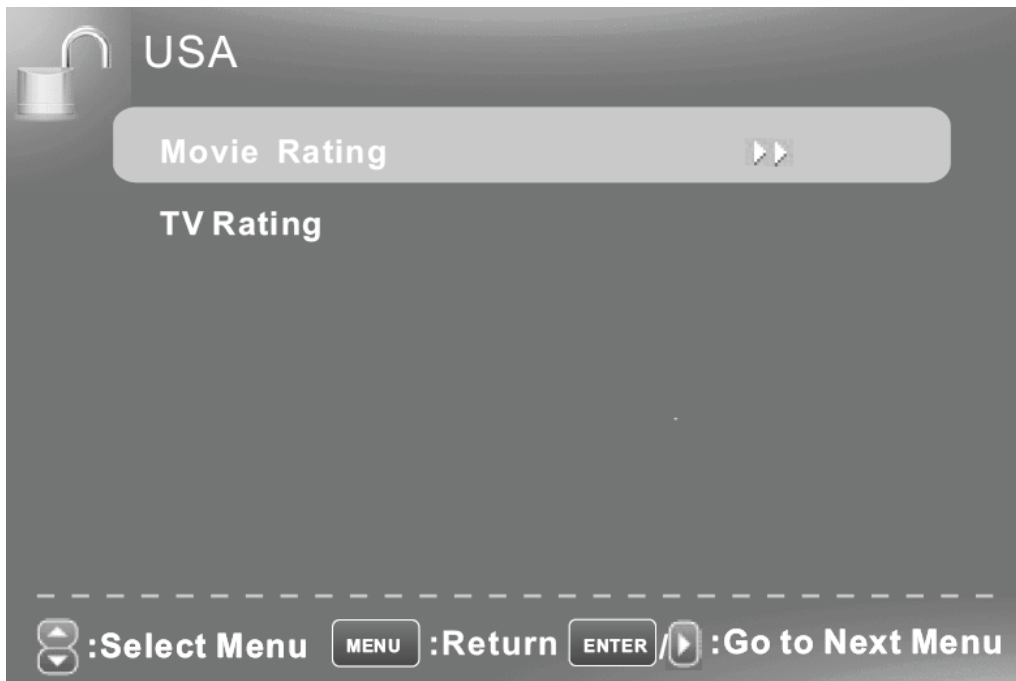 USA
Movie Rating
TV Rating
:Select Menu MENU :Return ENTER / :Go to Next Menu